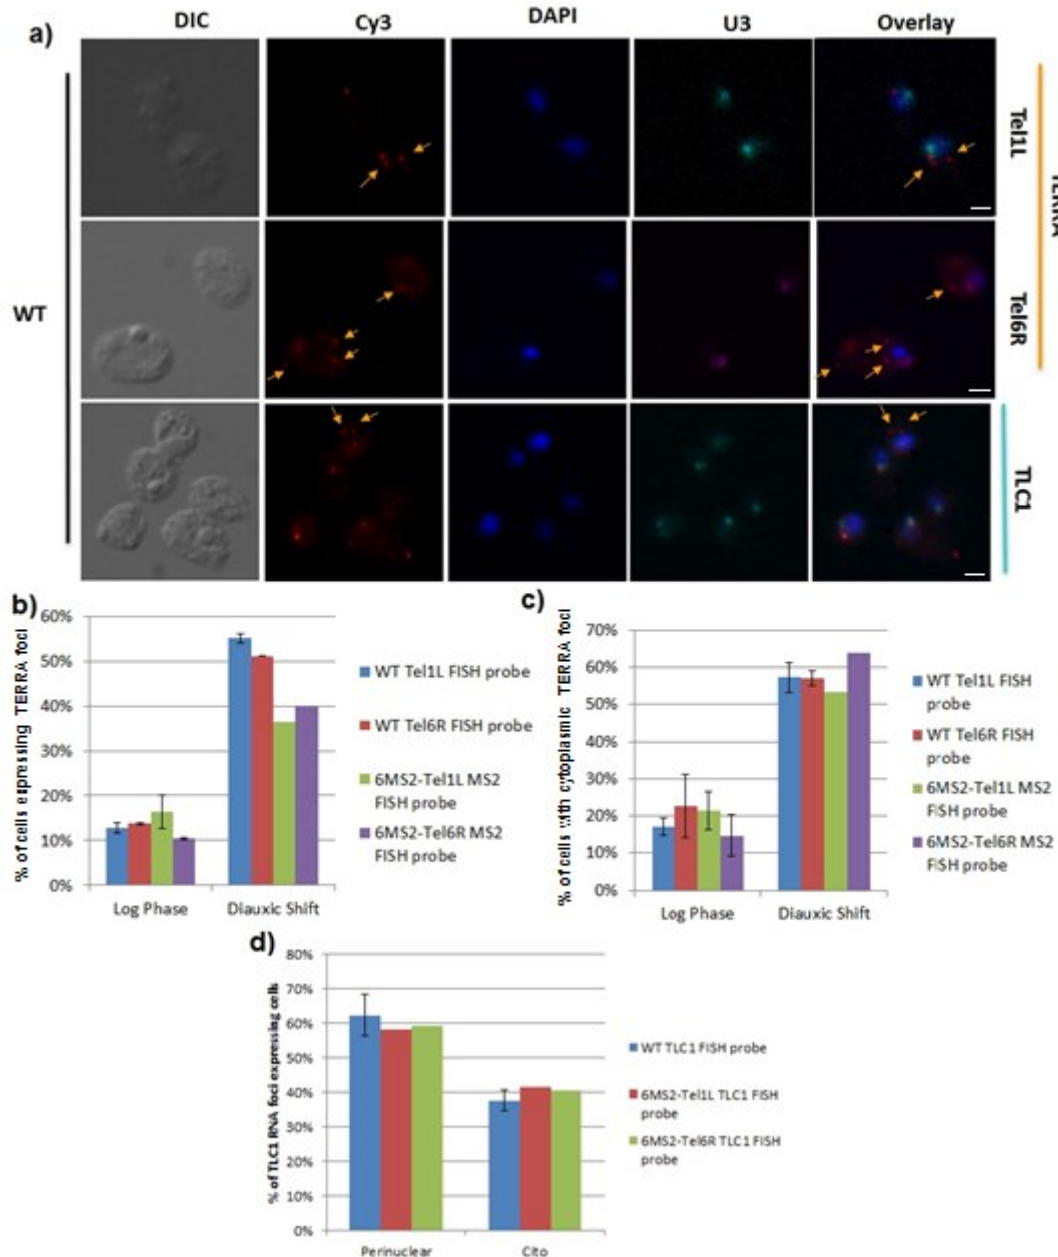 a)
DIC
Cy3
DAPI
U3
Overlay
WT
Tel1L
Tel6R
TERRA
TLC1
b)
% of cells expressing TERRA foci
60%
50%
40%
30%
20%
10%
0%
Log Phase
Diauxic Shift
WT Tel1L FISH probe
WT Tel6R FISH probe
6MS2-Tel1L MS2
FISH probe
6MS2-Tel6R MS2
FISH probe
c)
% of cells with cytoplasmic TERRA foci
70%
60%
50%
40%
30%
20%
10%
0%
Log Phase
Diauxic Shift
WT Tel1L FISH
probe
WT Tel6R FISH
probe
6MS2-Tel1L MS2
FISH probe
6MS2-Tel6R MS2
FISH probe
d)
% of TLC1 RNA foci expressing cells
80%
70%
60%
50%
40%
30%
20%
10%
0%
Perinuclear
Cito
WT TLC1 FISH probe
6MS2-Tel1L TLC1 FISH
probe
6MS2-Tel6R TLC1 FISH
probe